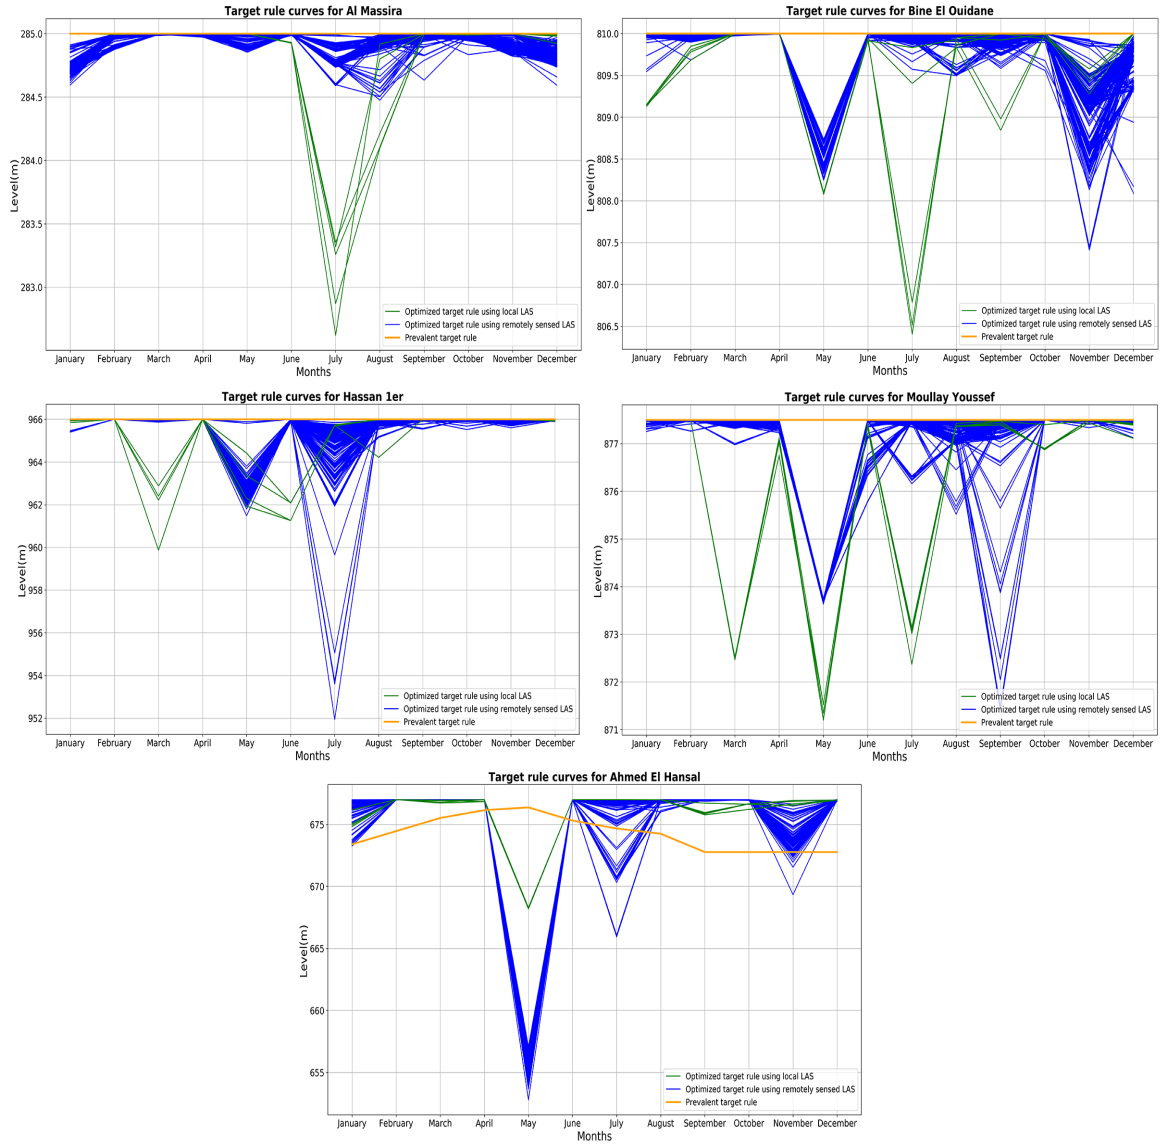 Target rule curves for Al Massira
285.0
284.5
284.0
283.5
283.0
Level(m)
January February March April May June July August September October November December
Months
Optimized target rule using local LAS
Optimized target rule using remotely sensed LAS
Prevalent target rule
Target rule curves for Bine El Ouidane
810.0
809.5
809.0
808.5
808.0
807.5
807.0
806.5
Level(m)
January February March April May June July August September October November December
Months
Optimized target rule using local LAS
Optimized target rule using remotely sensed LAS
Prevalent target rule
Target rule curves for Hassan 1er
966
964
962
960
958
956
954
952
Level(m)
January February March April May June July August September October November December
Months
Optimized target rule using local LAS
Optimized target rule using remotely sensed LAS
Prevalent target rule
Target rule curves for Moullay Youssef
877
876
875
874
873
872
871
Level(m)
January February March April May June July August September October November December
Months
Optimized target rule using local LAS
Optimized target rule using remotely sensed LAS
Prevalent target rule
Target rule curves for Ahmed El Hansal
675
670
665
660
655
Level(m)
January February March April May June July August September October November December
Months
Optimized target rule using local LAS
Optimized target rule using remotely sensed LAS
Prevalent target rule